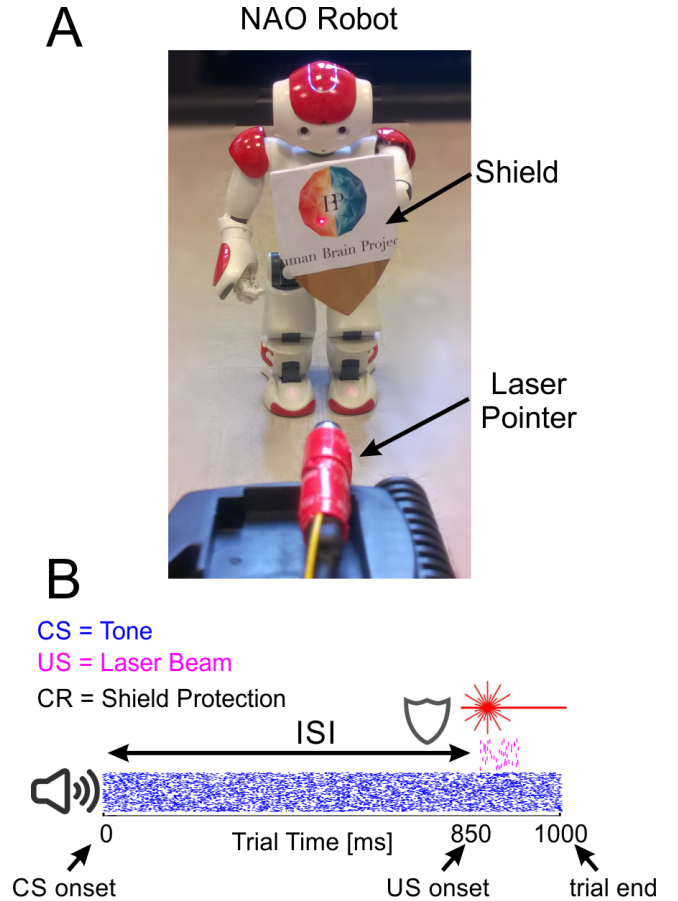 A
NAO Robot
Shield
HP
uman Brain Projec
Laser
Pointer
B
CS = Tone
US = Laser Beam
CR = Shield Protection
ISI
0
Trial Time [ms]
850
1000
CS onset
US onset
trial end